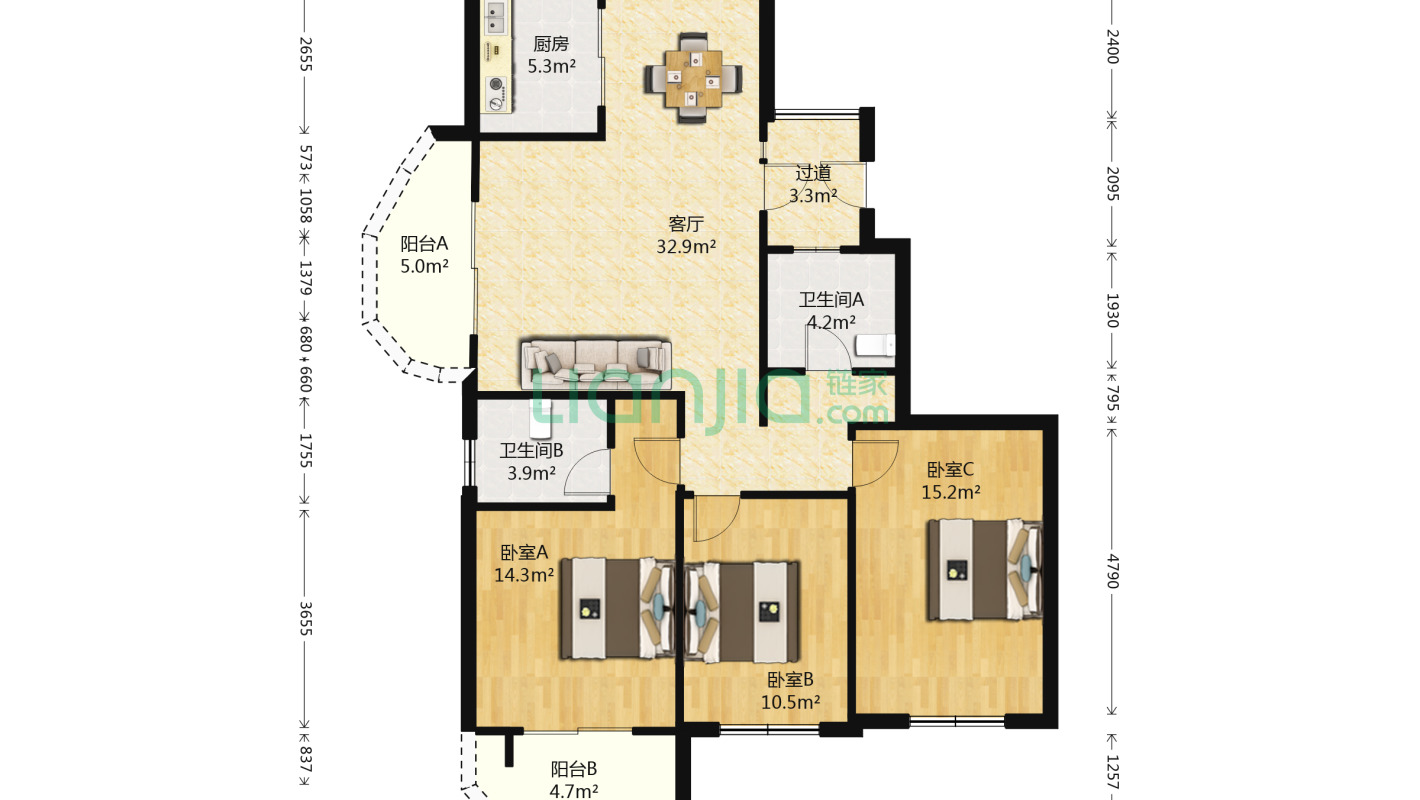 厨房
5.3m²
过道
3.3m²
客厅
32.9m²
阳台A
5.0m²
卫生间A
4.2m²
Lianjia
链家
.com
卫生间B
3.9m²
卧室C
15.2m²
卧室A
14.3m²
卧室B
10.5m²
阳台B
4.7m²
2655
573
1058
1379
680
660
1755
3655
837
2400
2095
1930
795
4790
1257